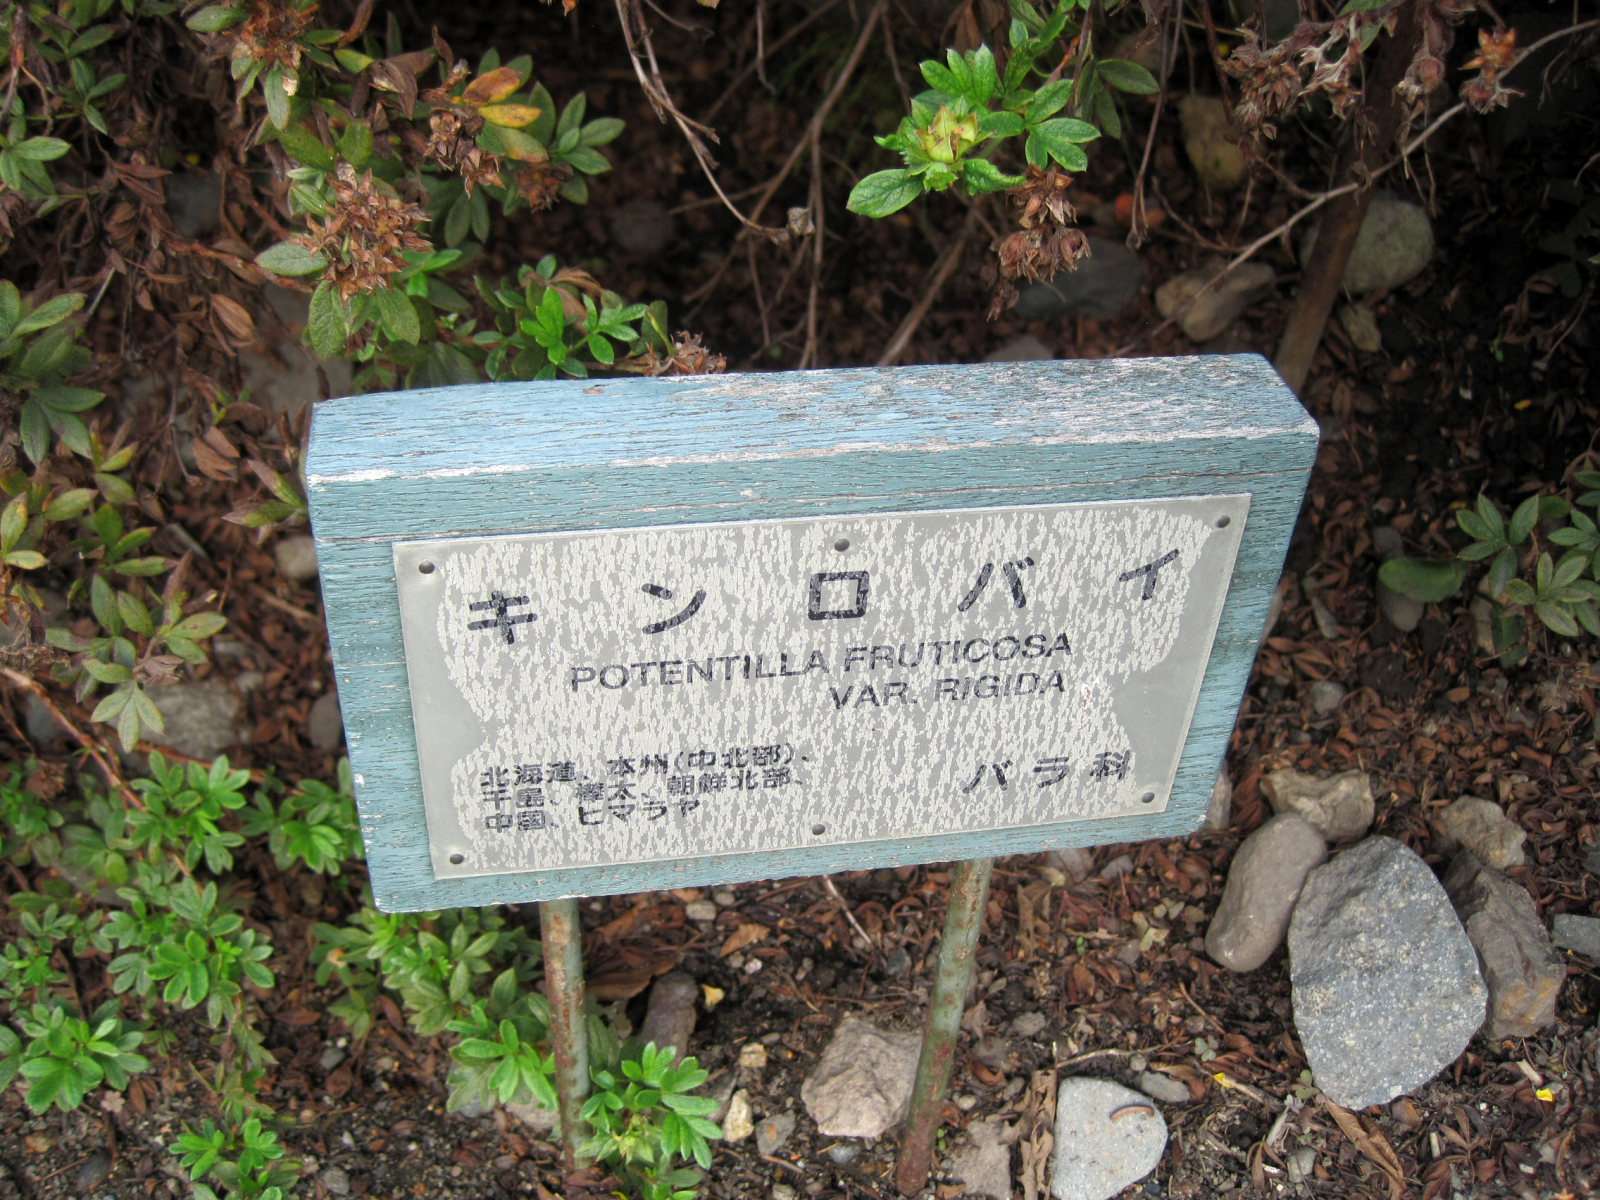 キンロバイ
POTENTILLA FRUTICOSA
VAR. RIGIDA
北海道、本州(中北部)、
千島、樺太、朝鮮北部、
中国、ヒマラヤ
バラ科